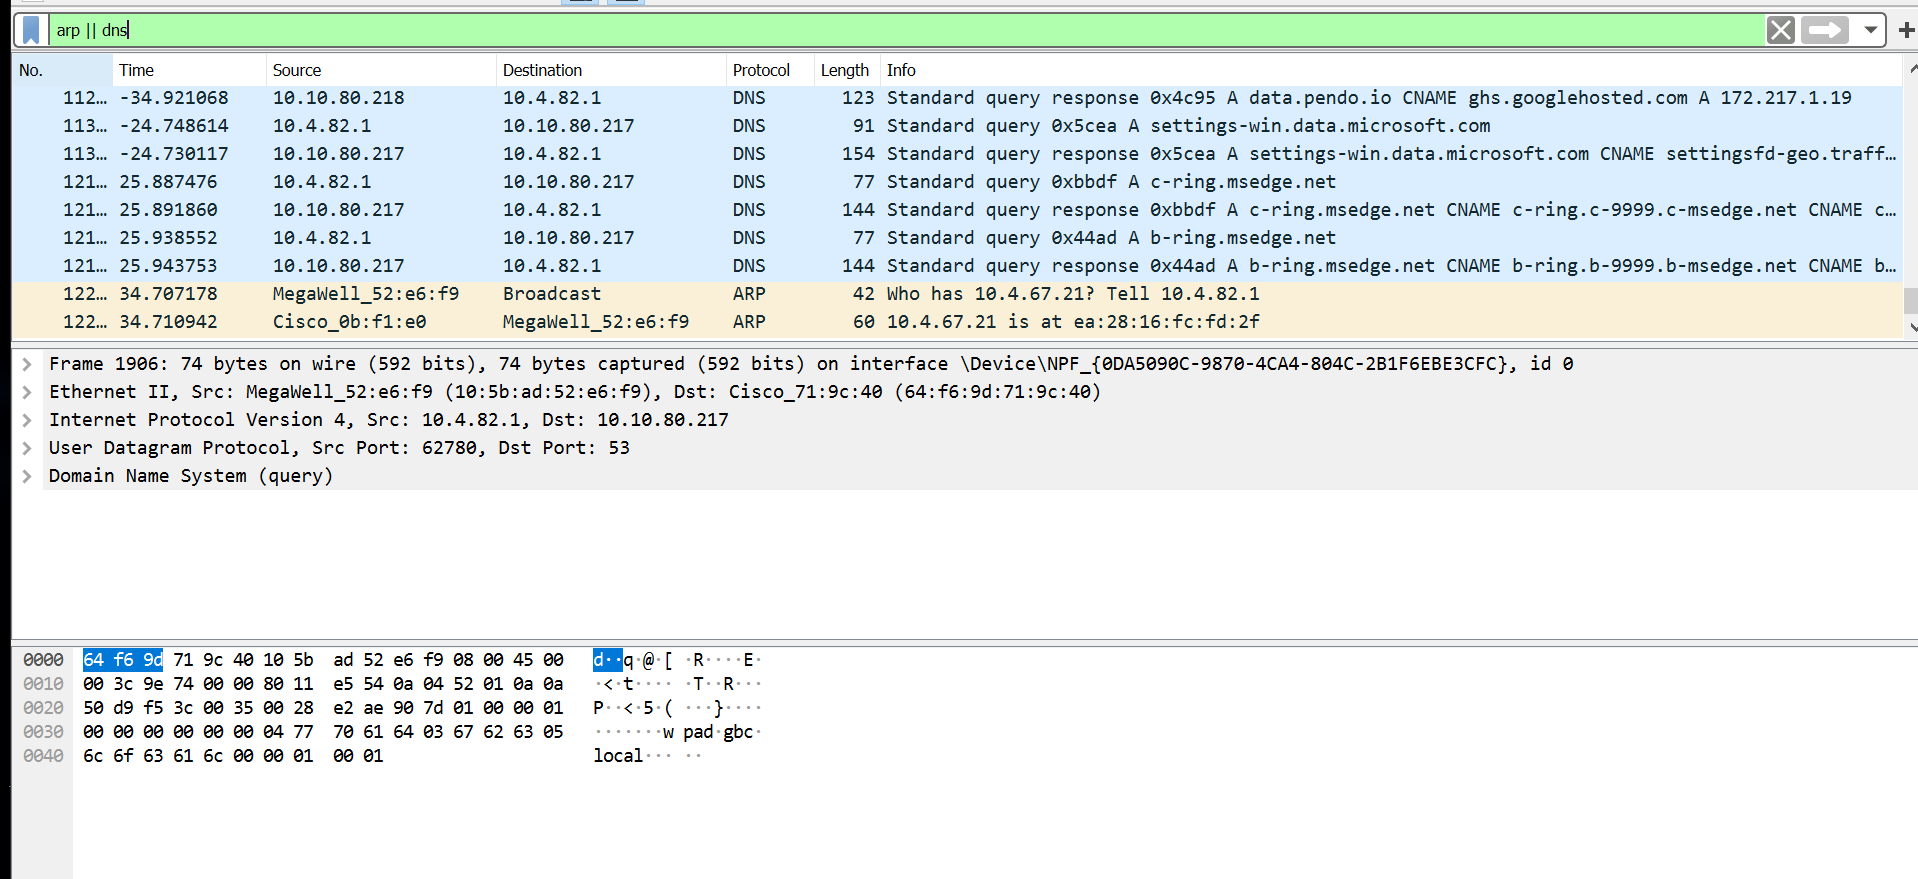 arp || dns
No. Time Source Destination Protocol Length Info
112… -34.921068 10.10.80.218 10.4.82.1 DNS 123 Standard query response 0x4c95 A data.pendo.io CNAME ghs.googlehosted.com A 172.217.1.19
113… -24.748614 10.4.82.1 10.10.80.217 DNS 91 Standard query 0x5cea A settings-win.data.microsoft.com
113… -24.730117 10.10.80.217 10.4.82.1 DNS 154 Standard query response 0x5cea A settings-win.data.microsoft.com CNAME settingsfd-geo.traff…
121… 25.887476 10.4.82.1 10.10.80.217 DNS 77 Standard query 0xbbdf A c-ring.msedge.net
121… 25.891860 10.10.80.217 10.4.82.1 DNS 144 Standard query response 0xbbdf A c-ring.msedge.net CNAME c-ring.c-9999.c-msedge.net CNAME c…
121… 25.938552 10.4.82.1 10.10.80.217 DNS 77 Standard query 0x44ad A b-ring.msedge.net
121… 25.943753 10.10.80.217 10.4.82.1 DNS 144 Standard query response 0x44ad A b-ring.msedge.net CNAME b-ring.b-9999.b-msedge.net CNAME b…
122… 34.707178 MegaWell_52:e6:f9 Broadcast ARP 42 Who has 10.4.67.21? Tell 10.4.82.1
122… 34.710942 Cisco_0b:f1:e0 MegaWell_52:e6:f9 ARP 60 10.4.67.21 is at ea:28:16:fc:fd:2f
Frame 1906: 74 bytes on wire (592 bits), 74 bytes captured (592 bits) on interface \Device\NPF_{0DA5090C-9870-4CA4-804C-2B1F6EBE3CFC}, id 0
Ethernet II, Src: MegaWell_52:e6:f9 (10:5b:ad:52:e6:f9), Dst: Cisco_71:9c:40 (64:f6:9d:71:9c:40)
Internet Protocol Version 4, Src: 10.4.82.1, Dst: 10.10.80.217
User Datagram Protocol, Src Port: 62780, Dst Port: 53
Domain Name System (query)
0000 64 f6 9d 71 9c 40 10 5b ad 52 e6 f9 08 00 45 00 d··q·@·[ ·R····E·
0010 00 3c 9e 74 00 00 80 11 e5 54 0a 04 52 01 0a 0a ·<·t···· ·T··R···
0020 50 d9 f5 3c 00 35 00 28 e2 ae 90 7d 01 00 00 01 P··<·5·( ···}····
0030 00 00 00 00 00 00 04 77 70 61 64 03 67 62 63 05 ·······w pad·gbc·
0040 6c 6f 63 61 6c 00 00 01 00 01 local··· ··